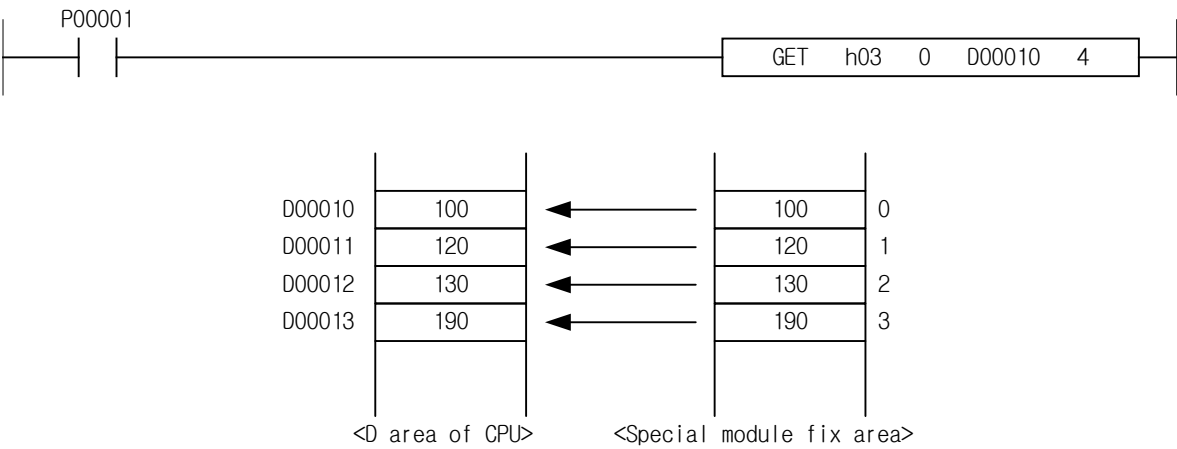 P00001
GET h03 0 D00010 4
D00010 100 100 0
D00011 120 120 1
D00012 130 130 2
D00013 190 190 3
<D area of CPU> <Special module fix area>